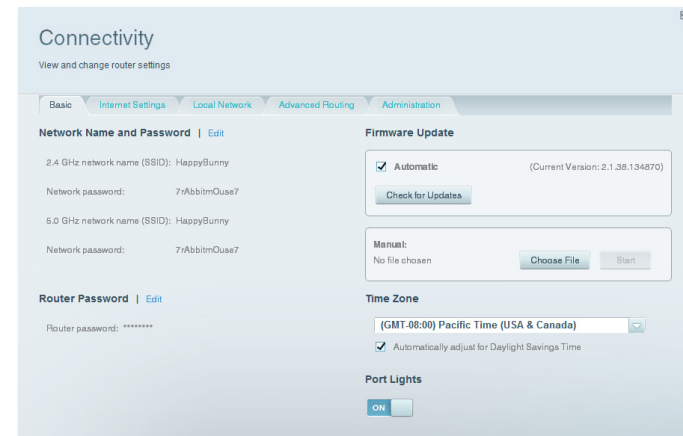 Connectivity
View and change router settings
Basic Internet Settings Local Network Advanced Routing Administration
Network Name and Password | Edit
2.4 GHz network name (SSID): HappyBunny
Network password: 7rAbbitmOuse7
5.0 GHz network name (SSID): HappyBunny
Network password: 7rAbbitmOuse7
Router Password | Edit
Router password: ********
Firmware Update
Automatic (Current Version: 2.1.38.134870)
Check for Updates
Manual:
No file chosen Choose File Start
Time Zone
(GMT-08:00) Pacific Time (USA & Canada)
Automatically adjust for Daylight Savings Time
Port Lights
ON